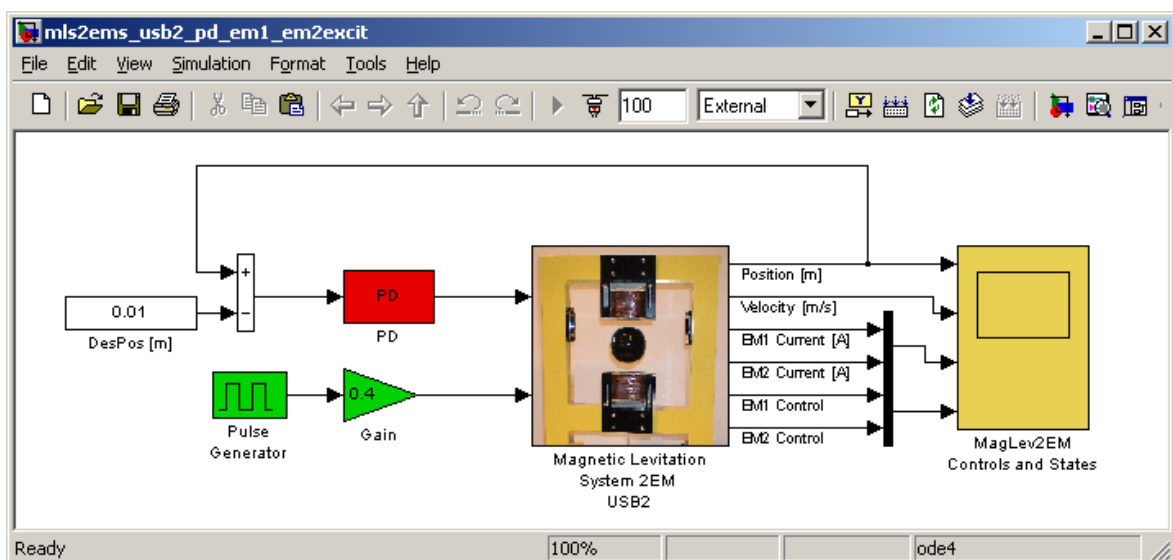 mls2ems_usb2_pd_em1_em2excit
File Edit View Simulation Format Tools Help
100 External
Position [m]
Velocity [m/s]
EM1 Current [A]
EM2 Current [A]
EM1 Control
EM2 Control
+
−
0.01
DesPos [m]
PD
PD
0.4
Gain
Pulse
Generator
Magnetic Levitation
System 2EM
USB2
MagLev2EM
Controls and States
Ready 100% ode4